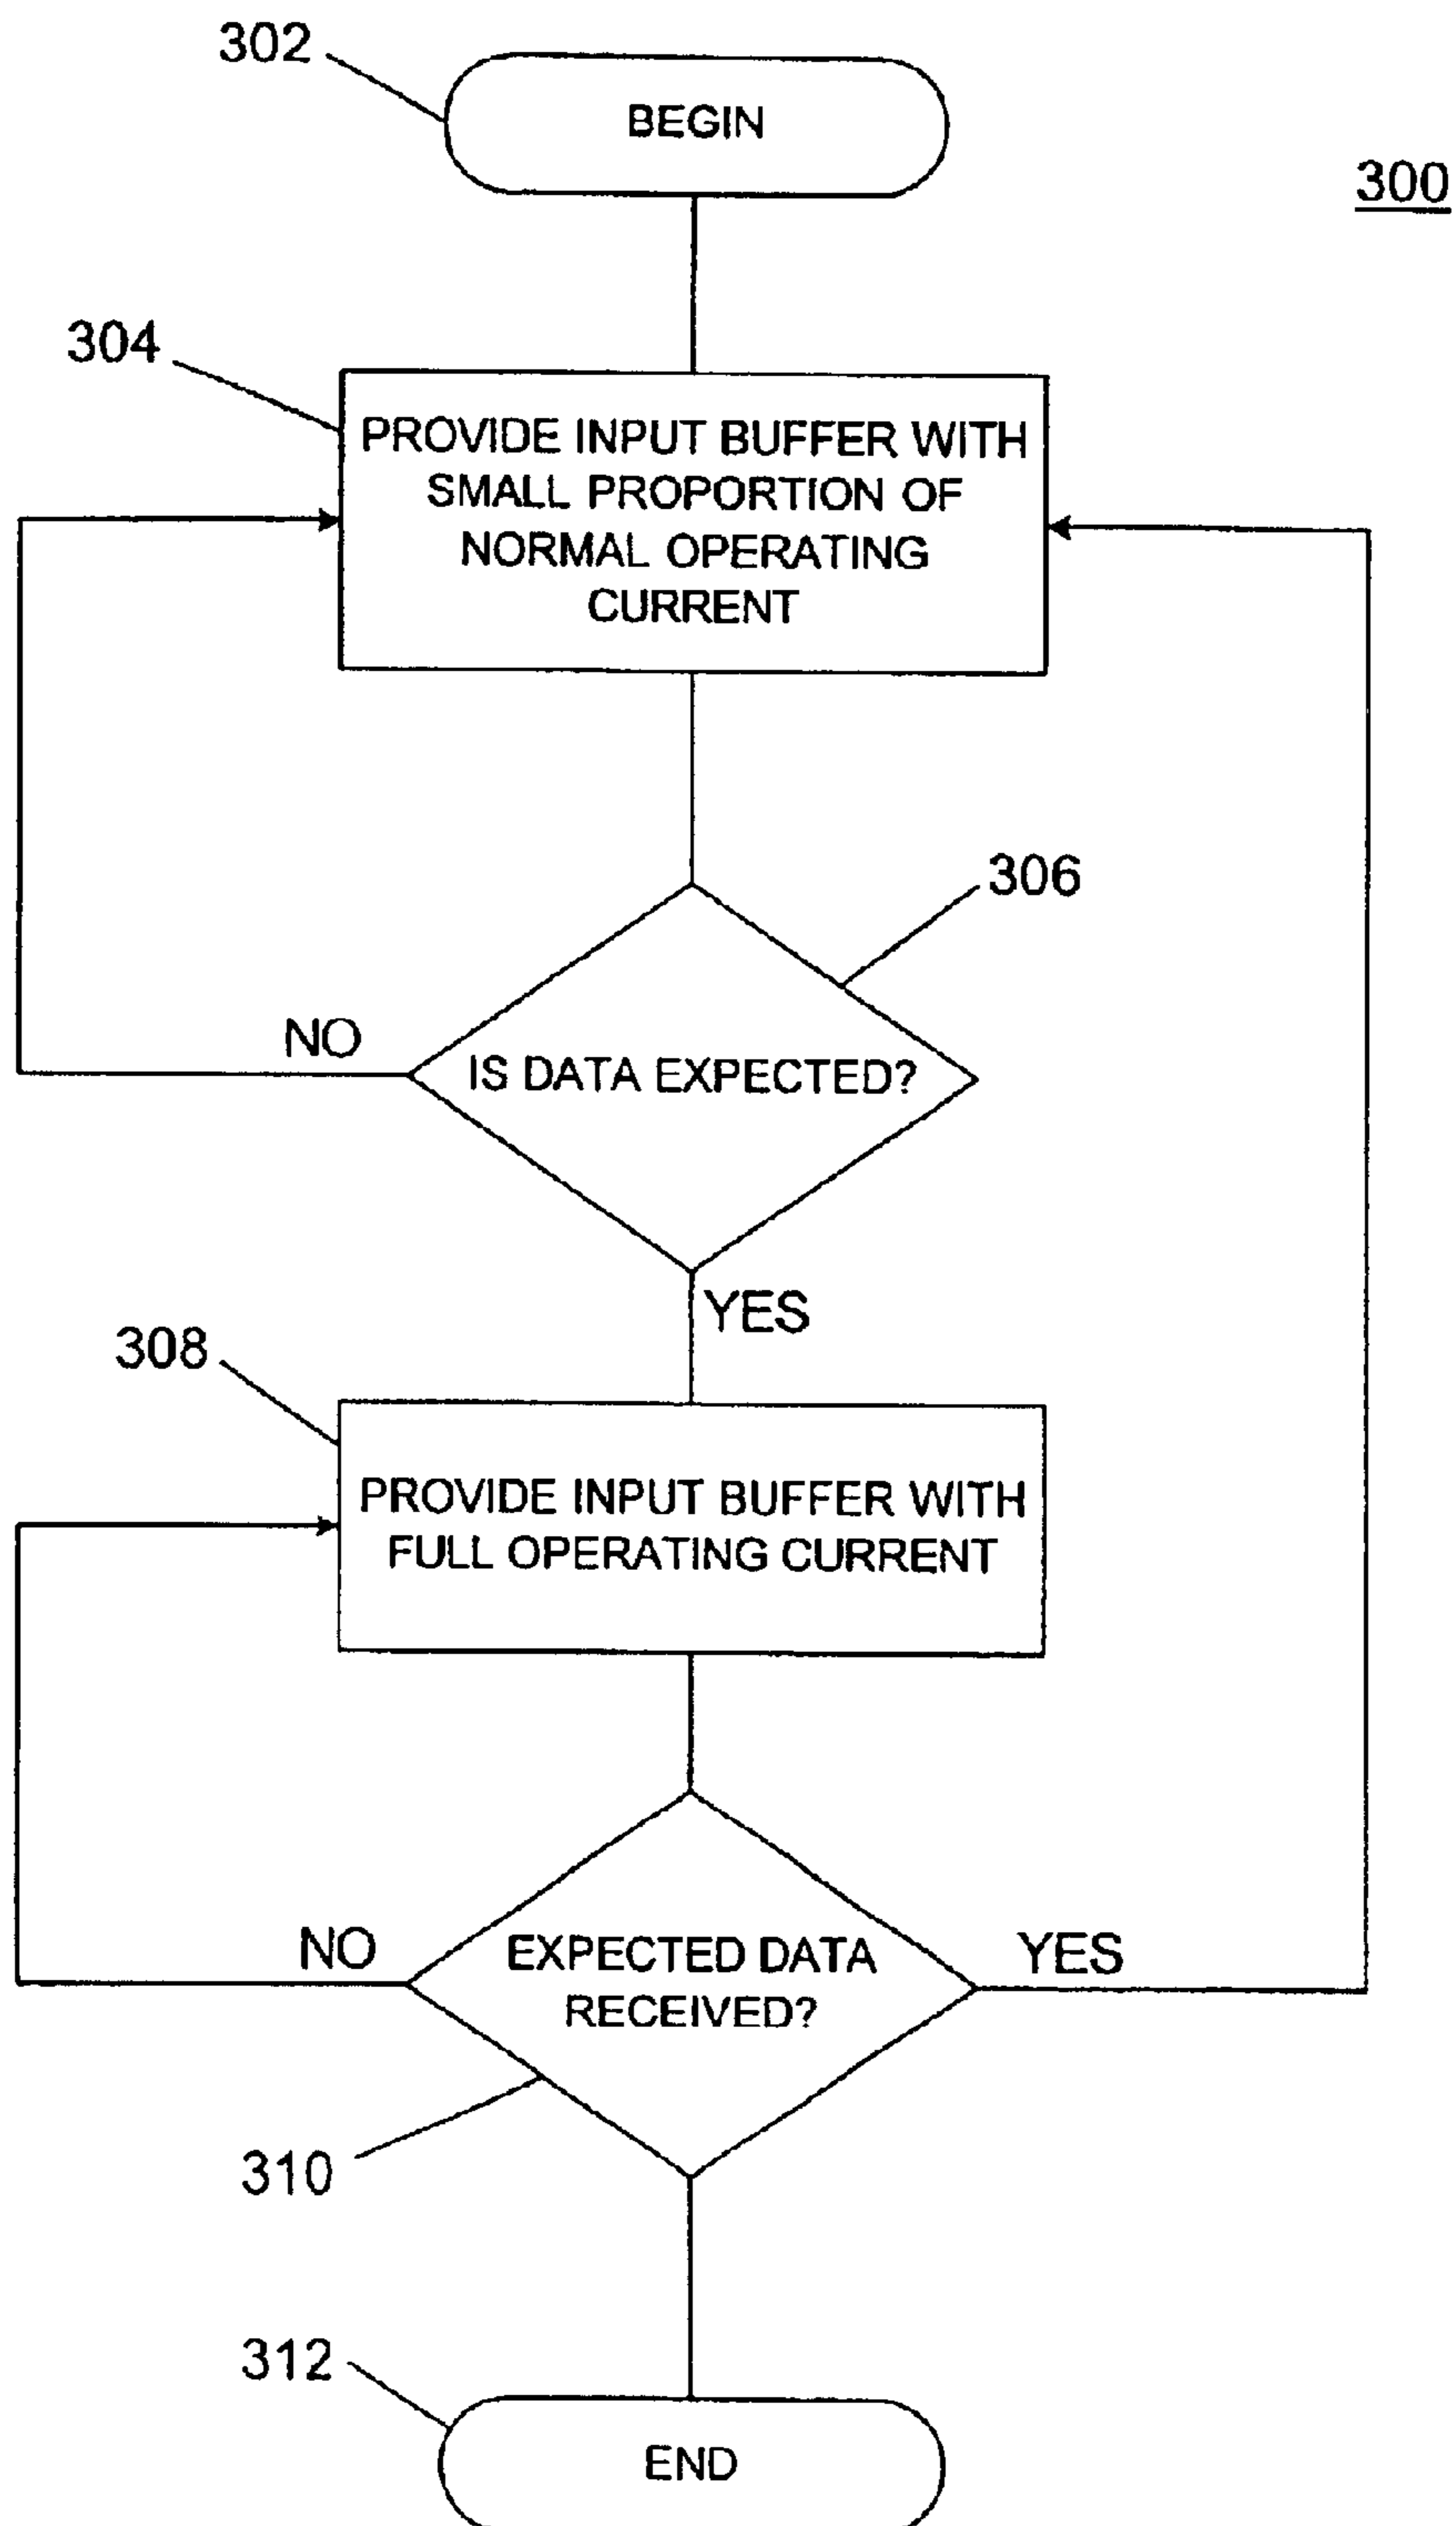 302
BEGIN
300
304
PROVIDE INPUT BUFFER WITH
SMALL PROPORTION OF
NORMAL OPERATING
CURRENT
306
NO
IS DATA EXPECTED?
YES
308
PROVIDE INPUT BUFFER WITH
FULL OPERATING CURRENT
NO
EXPECTED DATA
RECEIVED?
YES
310
312
END